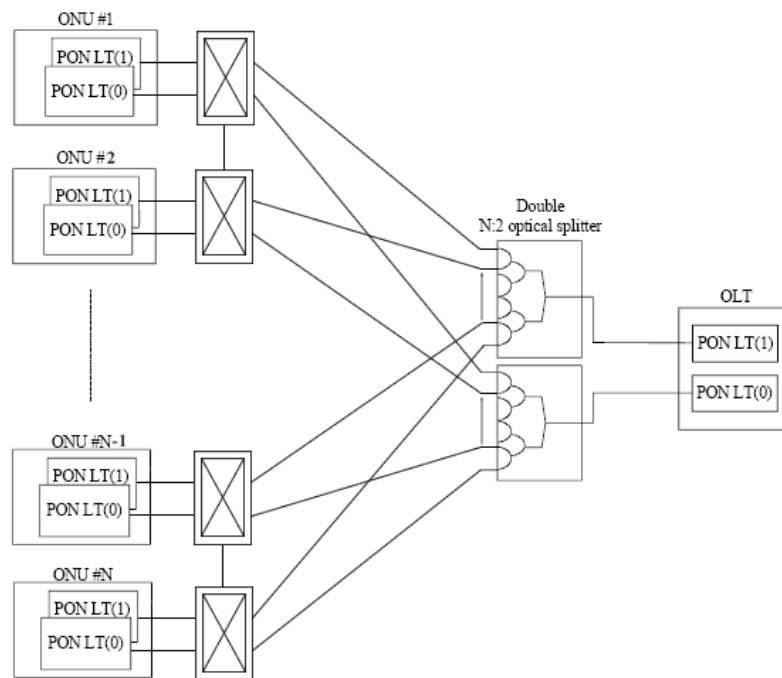 ONU #1
PON LT(1)
PON LT(0)
ONU #2
PON LT(1)
PON LT(0)
Double
N:2 optical splitter
OLT
PON LT(1)
PON LT(0)
ONU #N-1
PON LT(1)
PON LT(0)
ONU #N
PON LT(1)
PON LT(0)